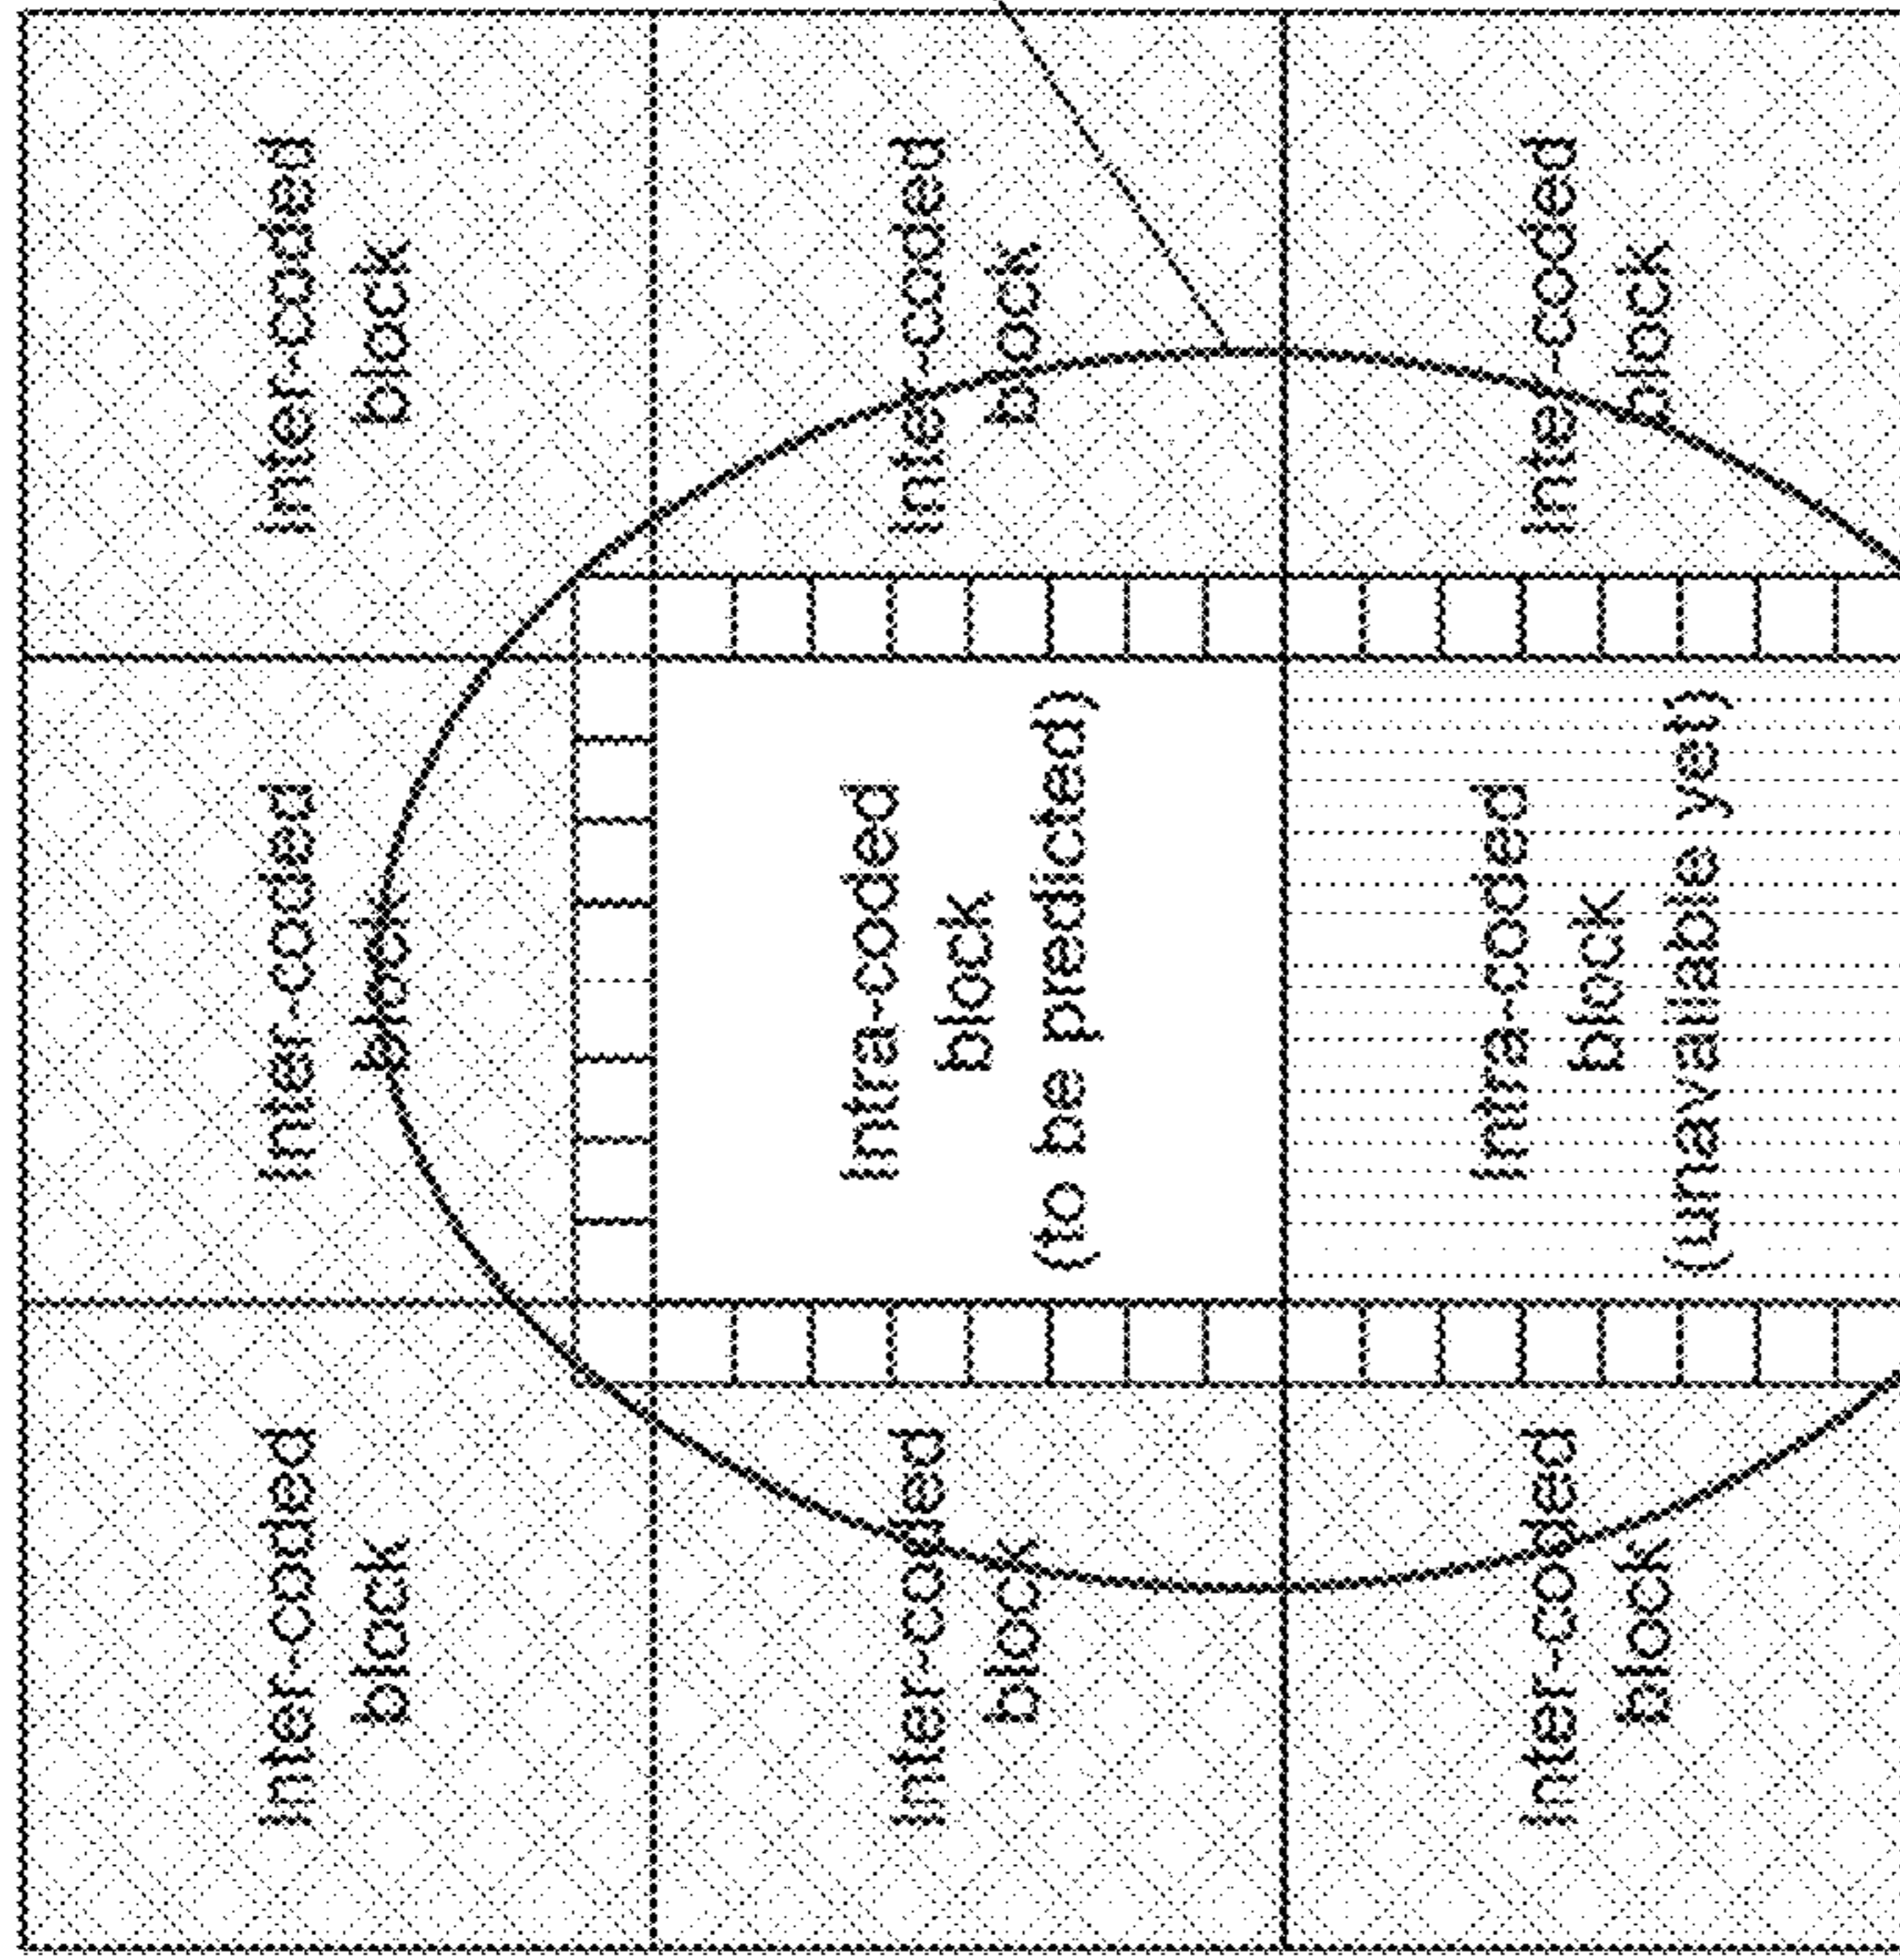 Inter-coded
block
Inter-coded
block
Inter-coded
block
Inter-coded
block
Intra-coded
block
(to be predicted)
Inter-coded
block
Inter-coded
block
Intra-coded
block
(unavailable yet)
Inter-coded
block